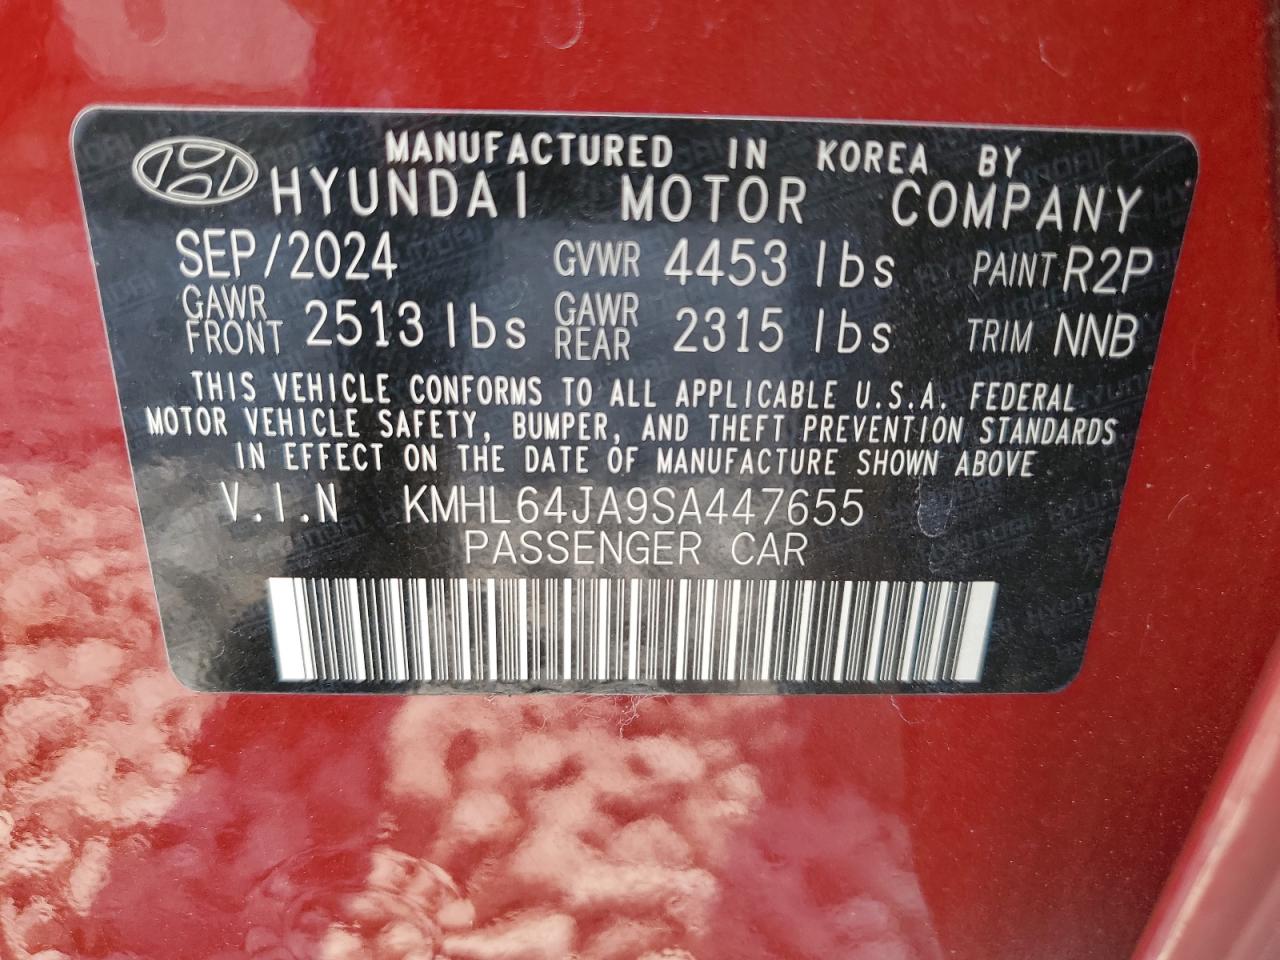 MANUFACTURED IN KOREA BY
HYUNDAI MOTOR COMPANY
SEP/2024 GVWR 4453 lbs PAINT R2P
GAWR FRONT 2513 lbs GAWR REAR 2315 lbs TRIM NNB
THIS VEHICLE CONFORMS TO ALL APPLICABLE U.S.A. FEDERAL
MOTOR VEHICLE SAFETY, BUMPER, AND THEFT PREVENTION STANDARDS
IN EFFECT ON THE DATE OF MANUFACTURE SHOWN ABOVE
V.I.N KMHL64JA9SA447655
PASSENGER CAR